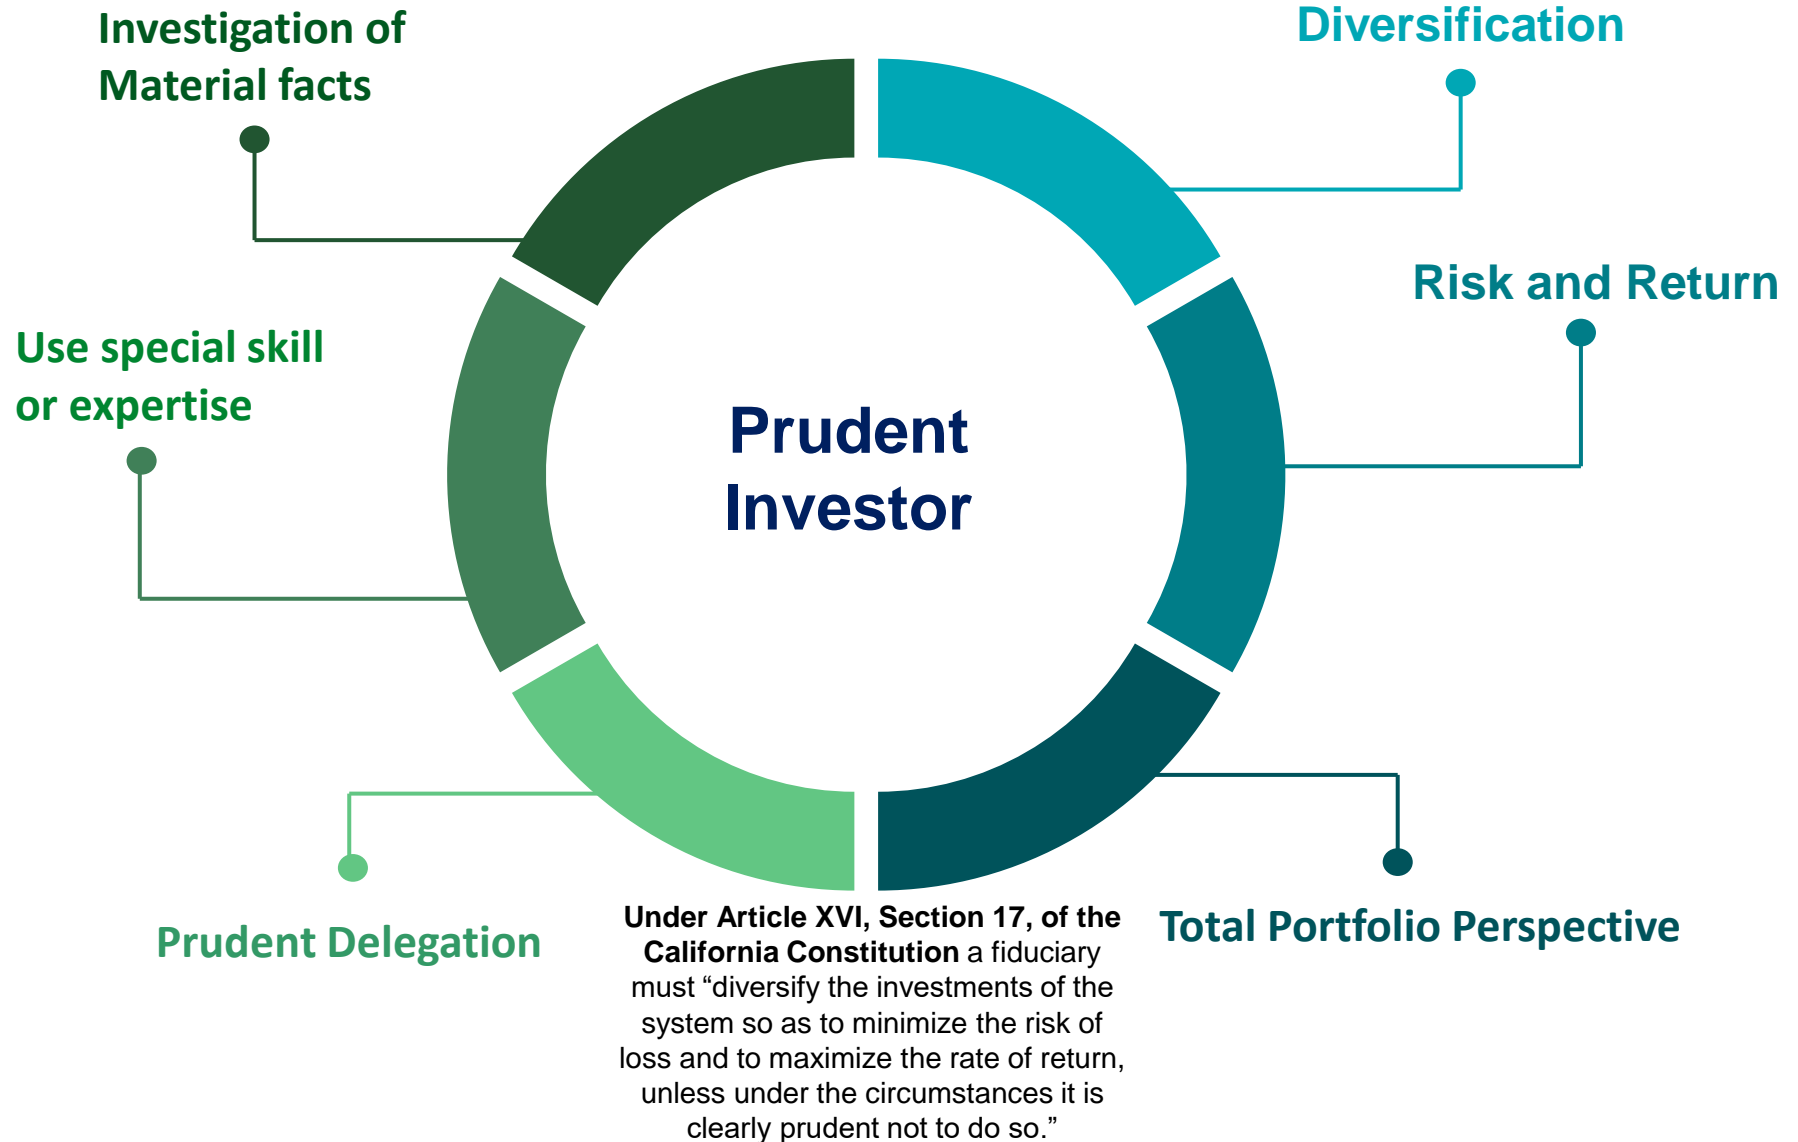 Investigation of
Material facts
Diversification
Risk and Return
Use special skill
or expertise
Prudent
Investor
Prudent Delegation
Total Portfolio Perspective
Under Article XVI, Section 17, of the
California Constitution a fiduciary
must “diversify the investments of the
system so as to minimize the risk of
loss and to maximize the rate of return,
unless under the circumstances it is
clearly prudent not to do so.”